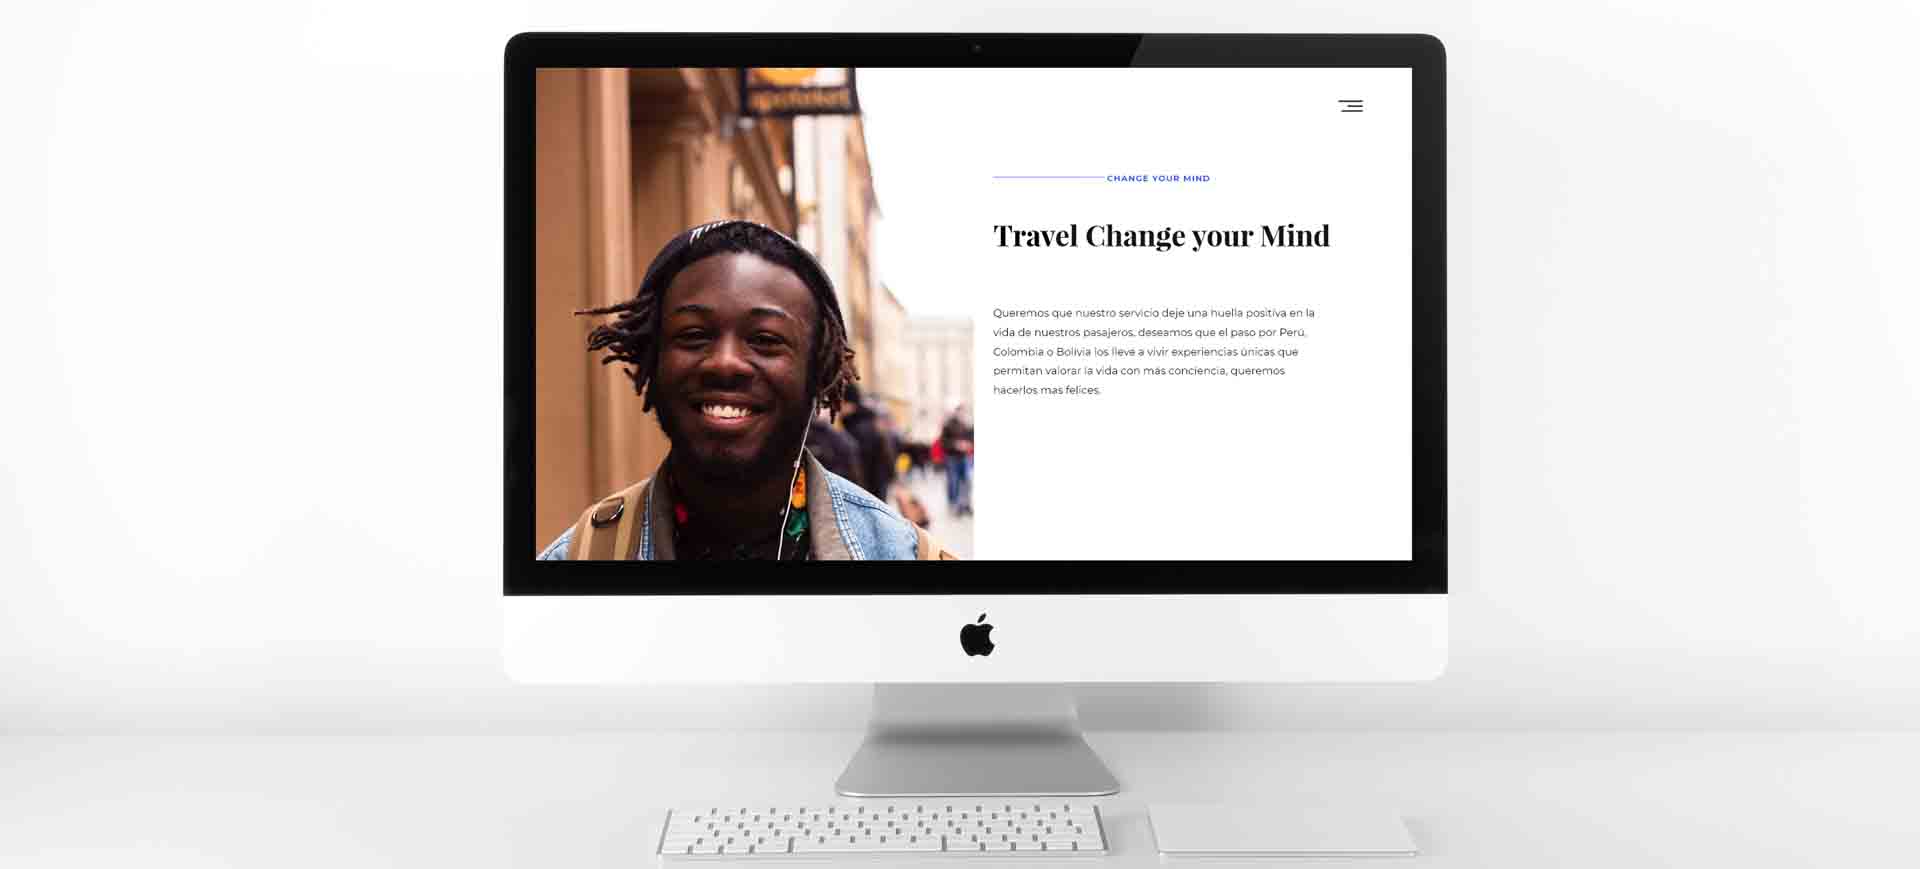 CHANGE YOUR MIND
Travel Change your Mind
Queremos que nuestro servicio deje una huella positiva en la
vida de nuestros pasajeros, deseamos que el paso por Perú,
Colombia o Bolivia los lleve a vivir experiencias únicas que
permitan valorar la vida con más conciencia, queremos
hacerlos mas felices.